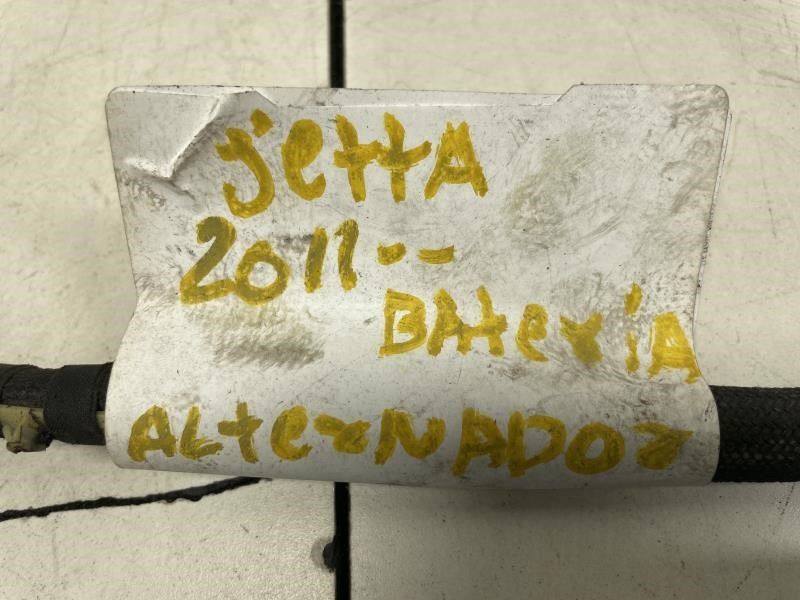 jettA
2011--
BAteriA
ALterNADOr